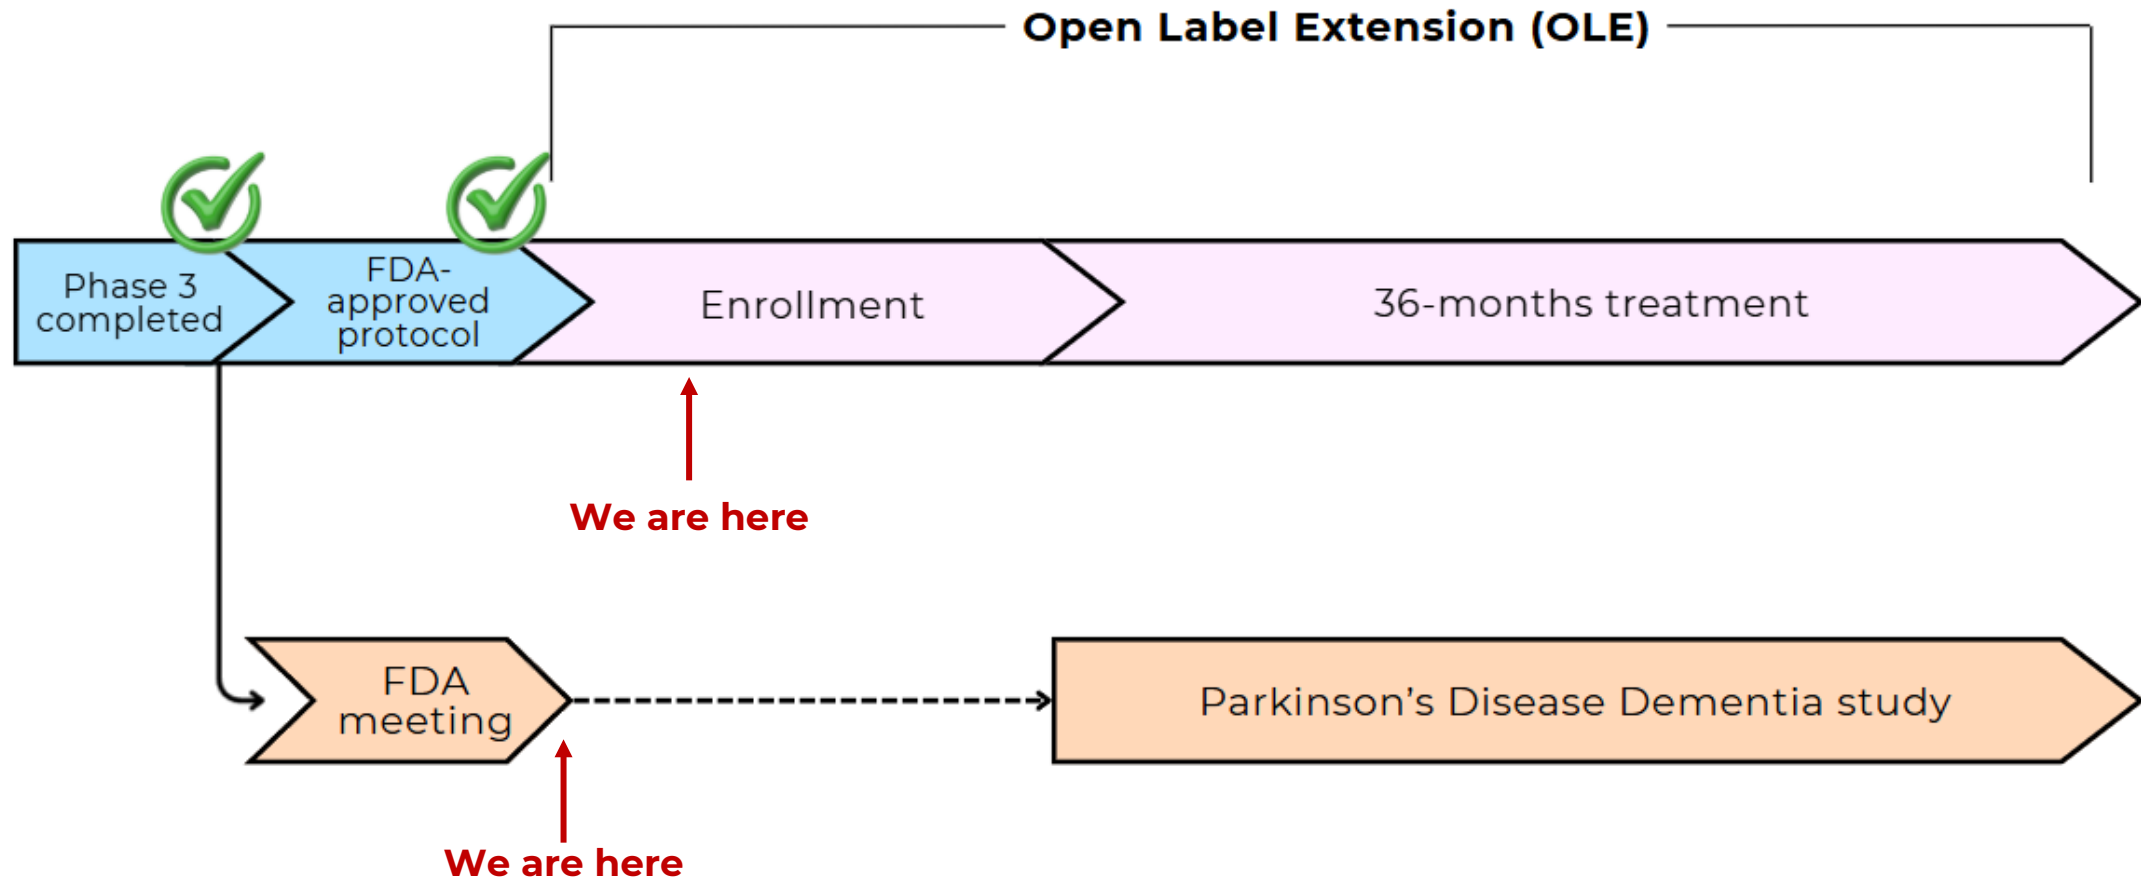 Open Label Extension (OLE)
Phase 3
completed
FDA-
approved
protocol
Enrollment
36-months treatment
We are here
FDA
meeting
Parkinson's Disease Dementia study
We are here